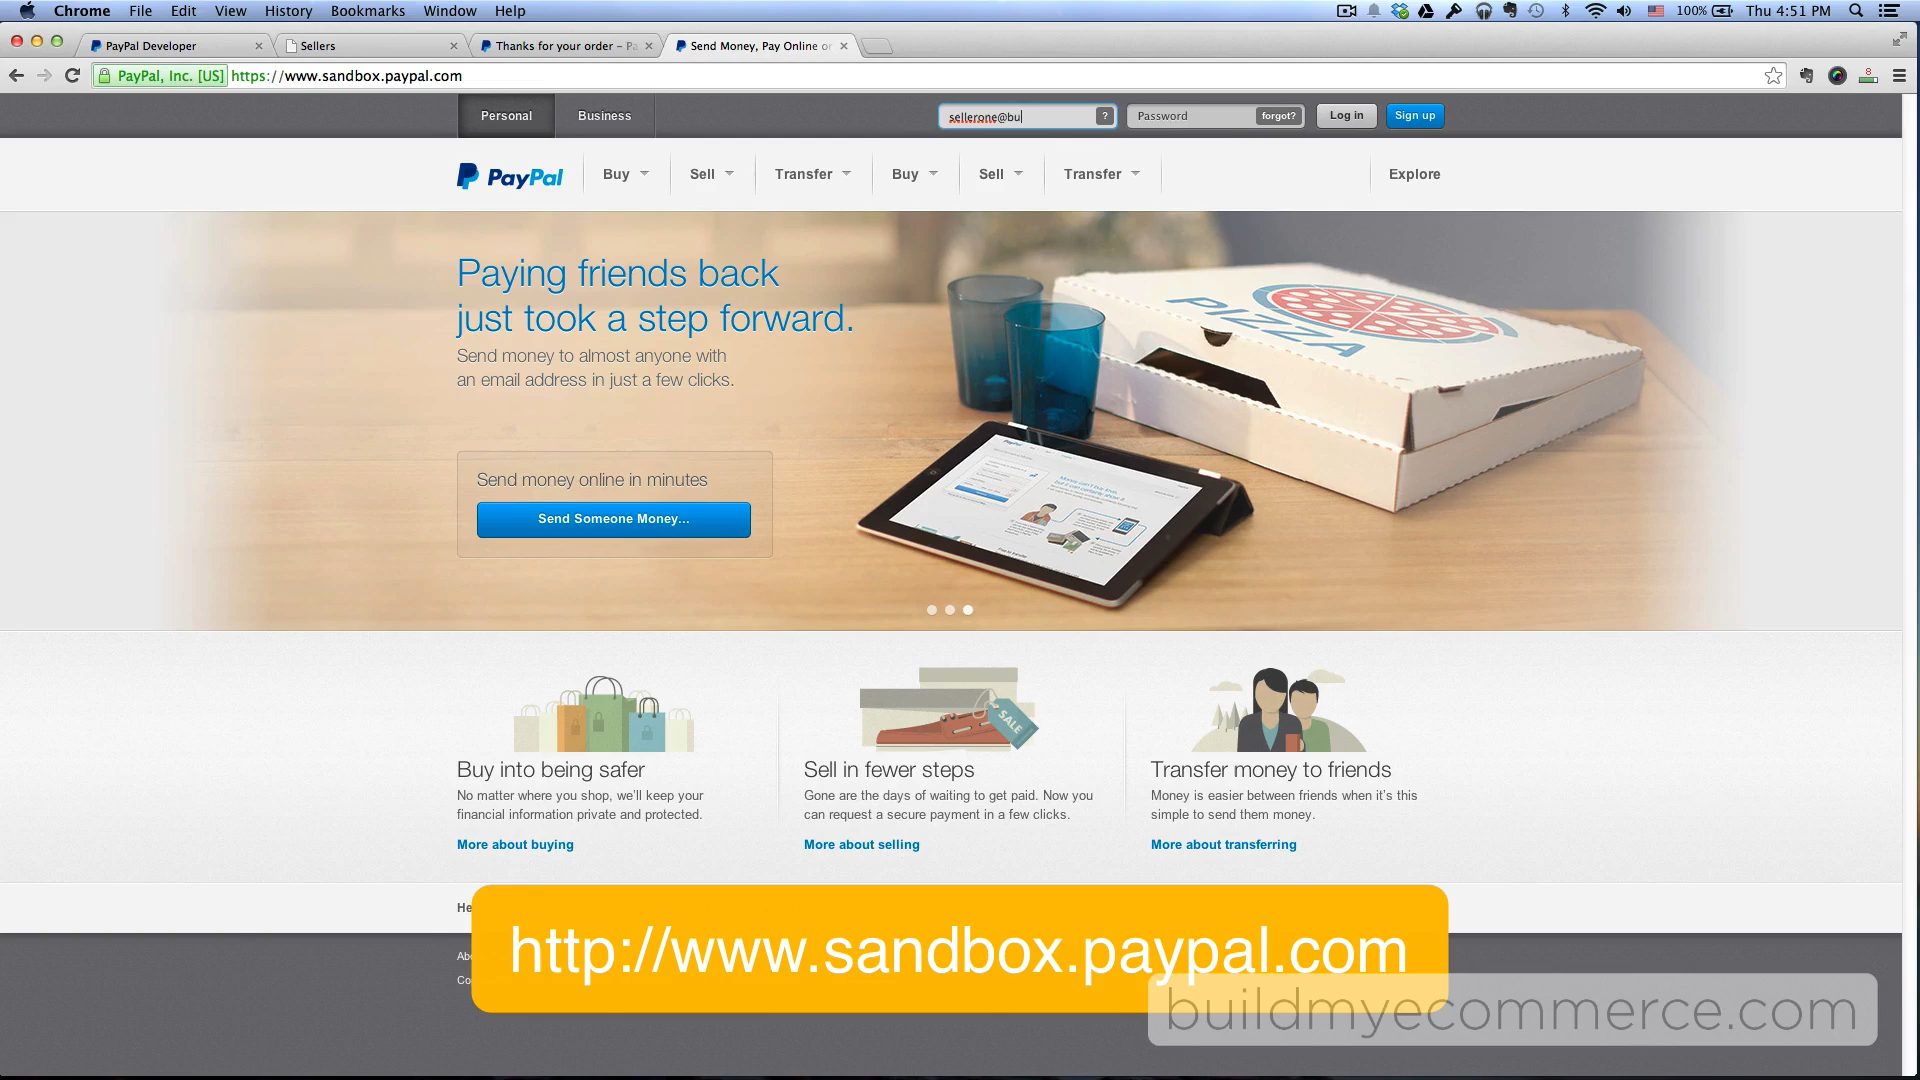 Chrome File Edit View History Bookmarks Window Help 100% Thu 4:51 PM
PayPal Developer Sellers Thanks for your order – Pa Send Money, Pay Online or
PayPal, Inc. [US] https://www.sandbox.paypal.com 8
Personal Business sellerone@bu ? Password forgot? Log in Sign up
PayPal Buy Sell Transfer Buy Sell Transfer Explore
Paying friends back
just took a step forward.
Send money to almost anyone with
an email address in just a few clicks.
PIZZA
Send money online in minutes
Send Someone Money...
SALE
Buy into being safer
No matter where you shop, we'll keep your
financial information private and protected.
More about buying
Sell in fewer steps
Gone are the days of waiting to get paid. Now you
can request a secure payment in a few clicks.
More about selling
Transfer money to friends
Money is easier between friends when it's this
simple to send them money.
More about transferring
He
Ab
Co
http://www.sandbox.paypal.com
buildmyecommerce.com